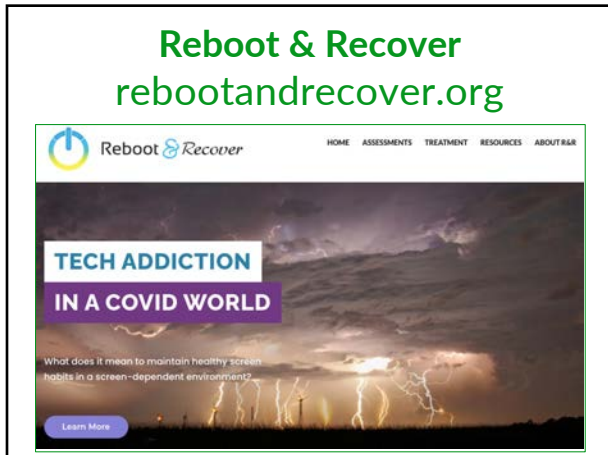 Reboot & Recover
rebootandrecover.org
Reboot & Recover
HOME ASSESSMENTS TREATMENT RESOURCES ABOUT R&R
TECH ADDICTION
IN A COVID WORLD
What does it mean to maintain healthy screen
habits in a screen-dependent environment?
Learn More